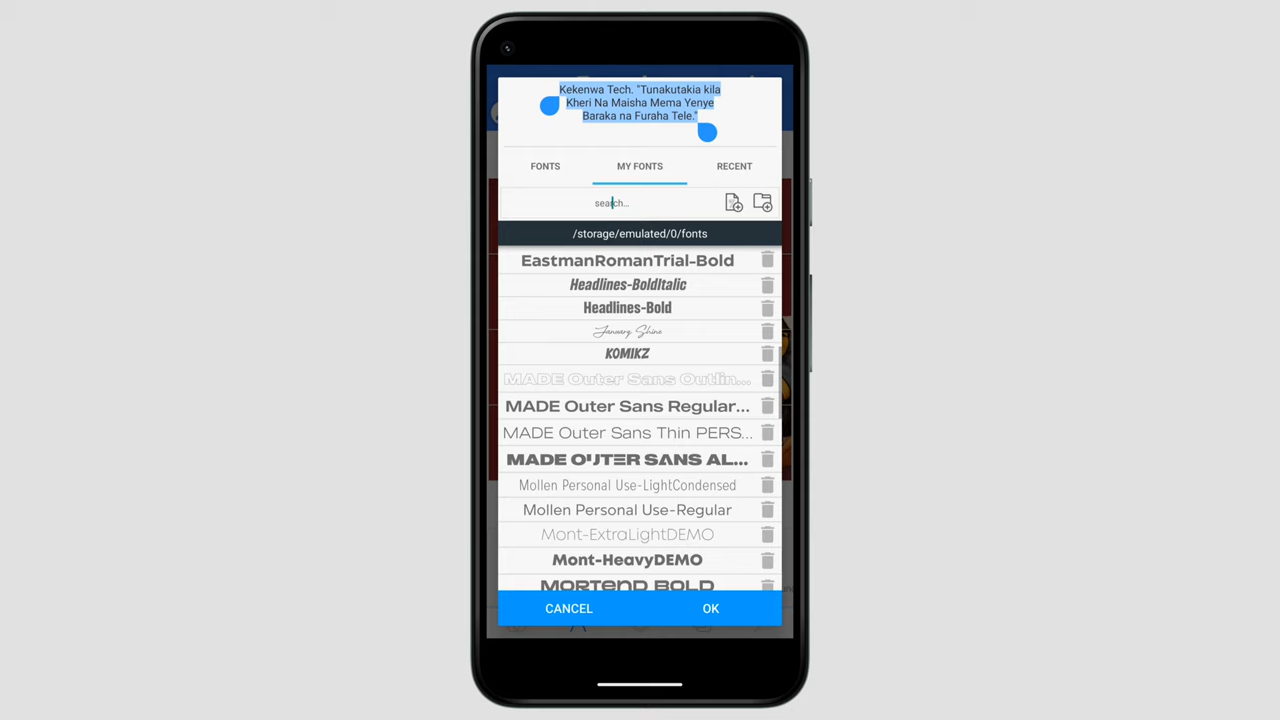 Kekenwa Tech. "Tunakutakia kila
Kheri Na Maisha Mema Yenye
Baraka na Furaha Tele."
FONTS
MY FONTS
RECENT
search...
/storage/emulated/0/fonts
EastmanRomanTrial-Bold
Headlines-BoldItalic
Headlines-Bold
January Shine
KOMIKZ
MADE Outer Sans Outlin...
MADE Outer Sans Regular...
MADE Outer Sans Thin PERS...
MADE OUTER SANS AL...
Mollen Personal Use-LightCondensed
Mollen Personal Use-Regular
Mont-ExtraLightDEMO
Mont-HeavyDEMO
MORTEND BOLD
CANCEL
OK